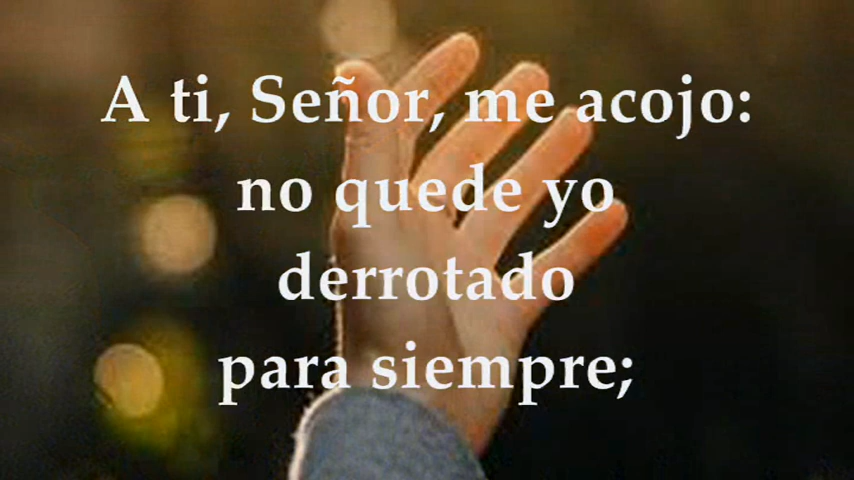 A ti, Señor, me acojo:
no quede yo
derrotado
para siempre;